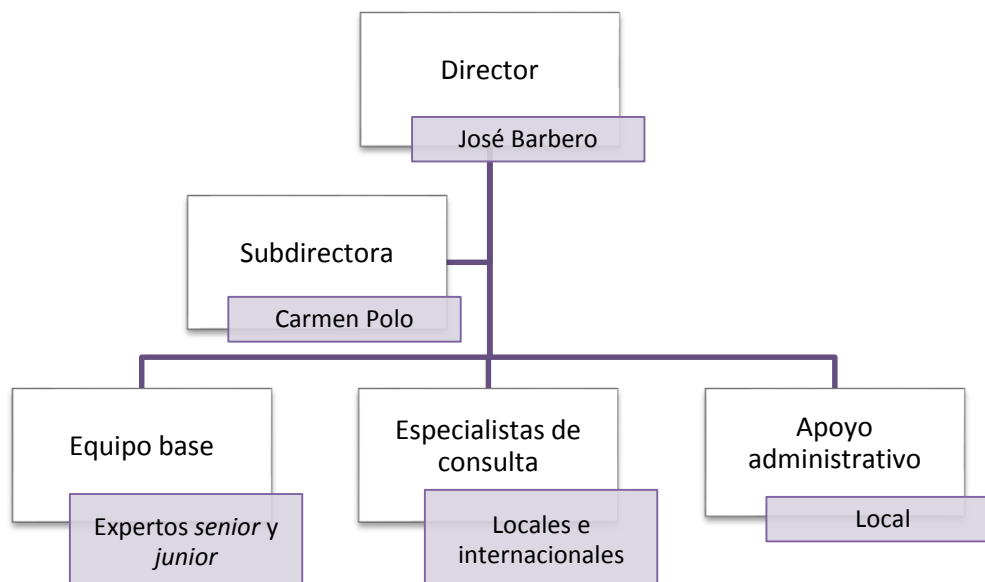 Director
José Barbero
Subdirectora
Carmen Polo
Equipo base
Expertos senior y
junior
Especialistas de
consulta
Locales e
internacionales
Apoyo
administrativo
Local